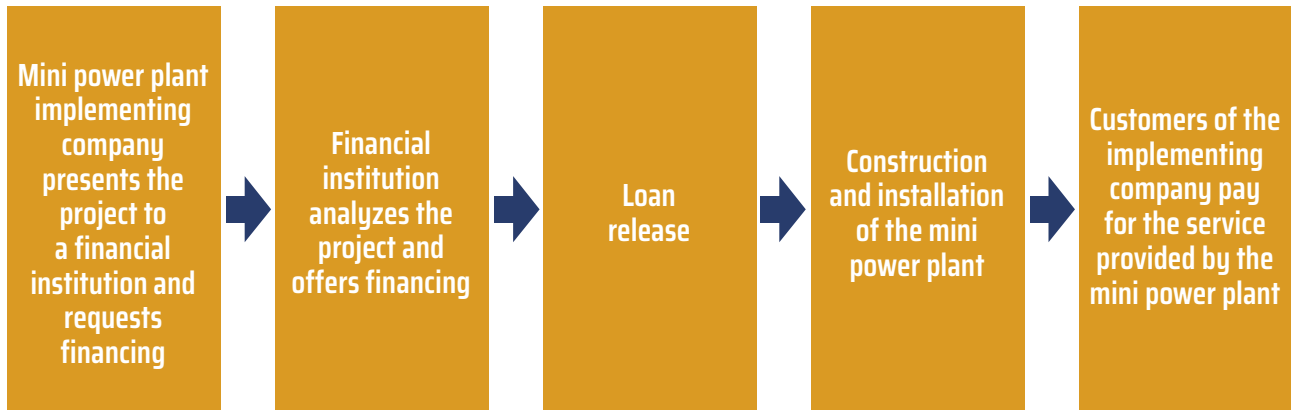 Mini power plant
implementing
company
presents the
project to
a financial
institution and
requests
financing
Financial
institution
analyzes the
project and
offers financing
Loan
release
Construction
and installation
of the mini
power plant
Customers of the
implementing
company pay
for the service
provided by the
mini power plant